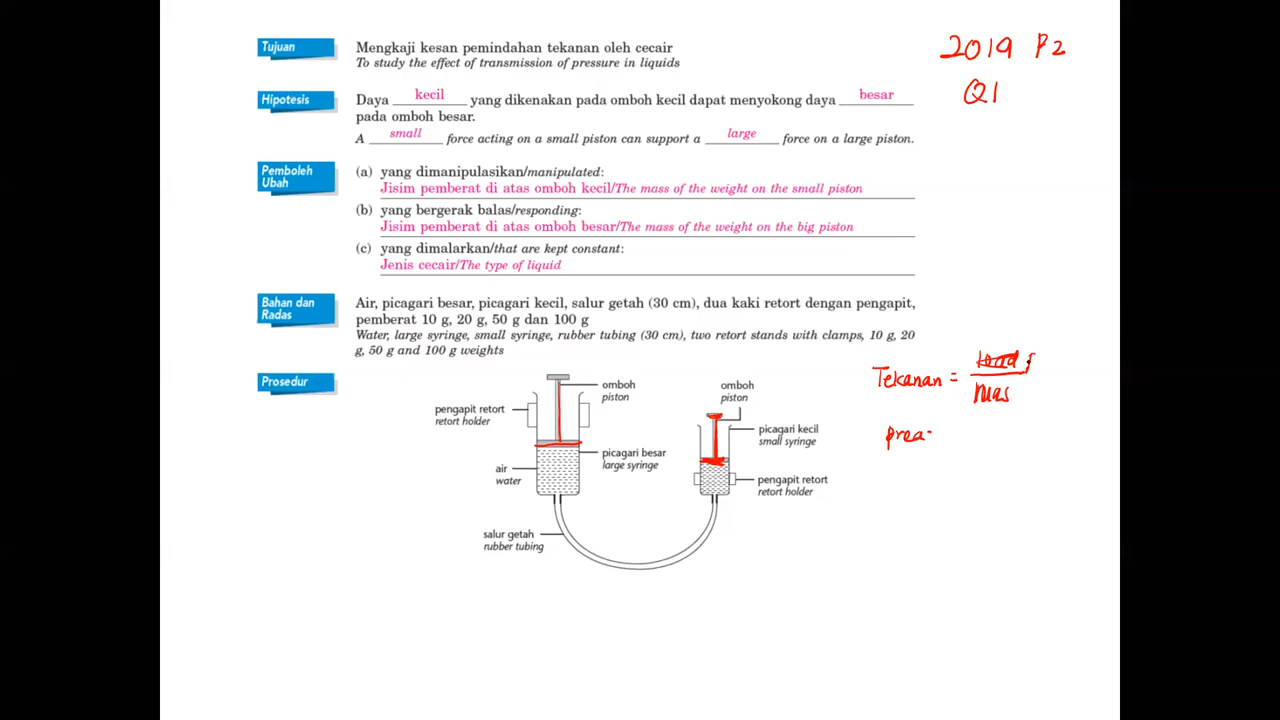 Tujuan
Mengkaji kesan pemindahan tekanan oleh cecair
To study the effect of transmission of pressure in liquids
2019 P2
Q1
Hipotesis
Daya kecil yang dikenakan pada omboh kecil dapat menyokong daya besar
pada omboh besar.
A small force acting on a small piston can support a large force on a large piston.
Pemboleh
Ubah
(a) yang dimanipulasikan/manipulated:
Jisim pemberat di atas omboh kecil/The mass of the weight on the small piston
(b) yang bergerak balas/responding:
Jisim pemberat di atas omboh besar/The mass of the weight on the big piston
(c) yang dimalarkan/that are kept constant:
Jenis cecair/The type of liquid
Bahan dan
Radas
Air, picagari besar, picagari kecil, salur getah (30 cm), dua kaki retort dengan pengapit,
pemberat 10 g, 20 g, 50 g dan 100 g
Water, large syringe, small syringe, rubber tubing (30 cm), two retort stands with clamps, 10 g, 20
g, 50 g and 100 g weights
Prosedur
omboh
piston
pengapit retort
retort holder
picagari besar
large syringe
air
water
salur getah
rubber tubing
omboh
piston
picagari kecil
small syringe
pengapit retort
retort holder
Tekanan =